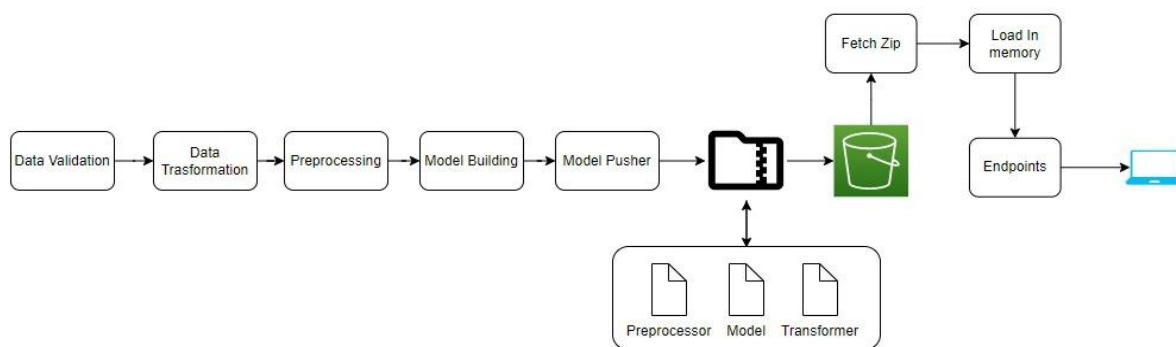 Fetch Zip
Load In
memory
Data Validation
Data
Trasformation
Preprocessing
Model Building
Model Pusher
Endpoints
Preprocessor
Model
Transformer